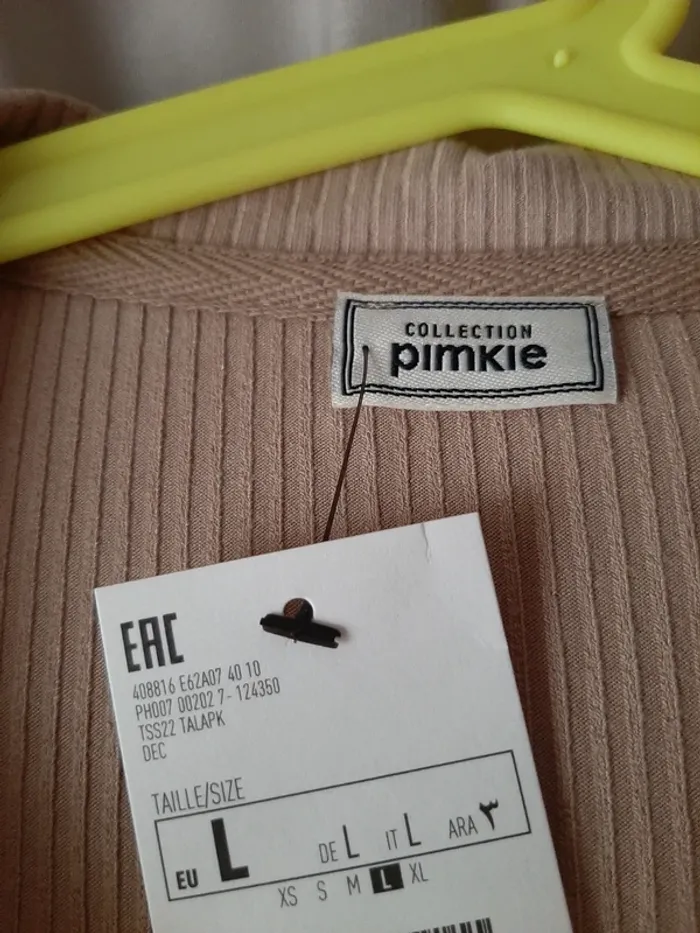 COLLECTION
pimkie
EAC
408816 E62A07 40 10
PH007 00202 7- 124350
TSS22 TALAPK
DEC
TAILLE/SIZE
EU L DE L IT L ARA ٣
XS S M L XL